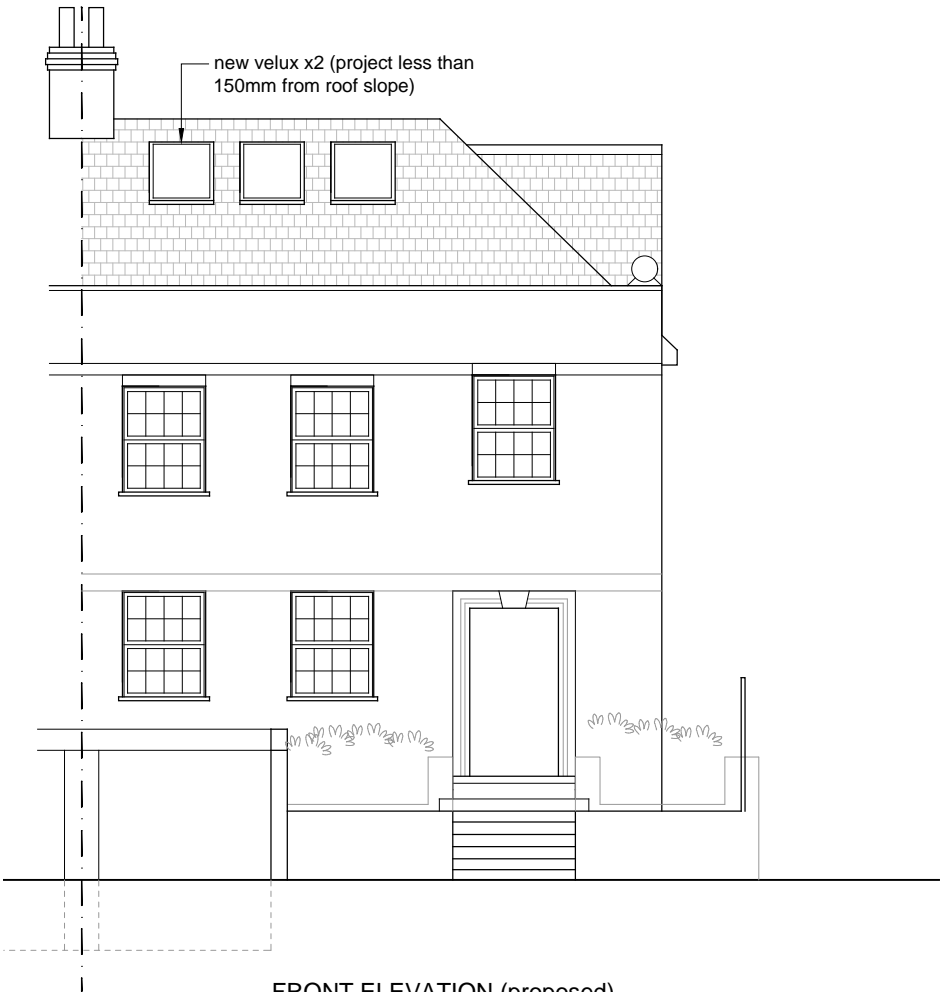 new velux x2 (project less than
150mm from roof slope)
FRONT ELEVATION (proposed)